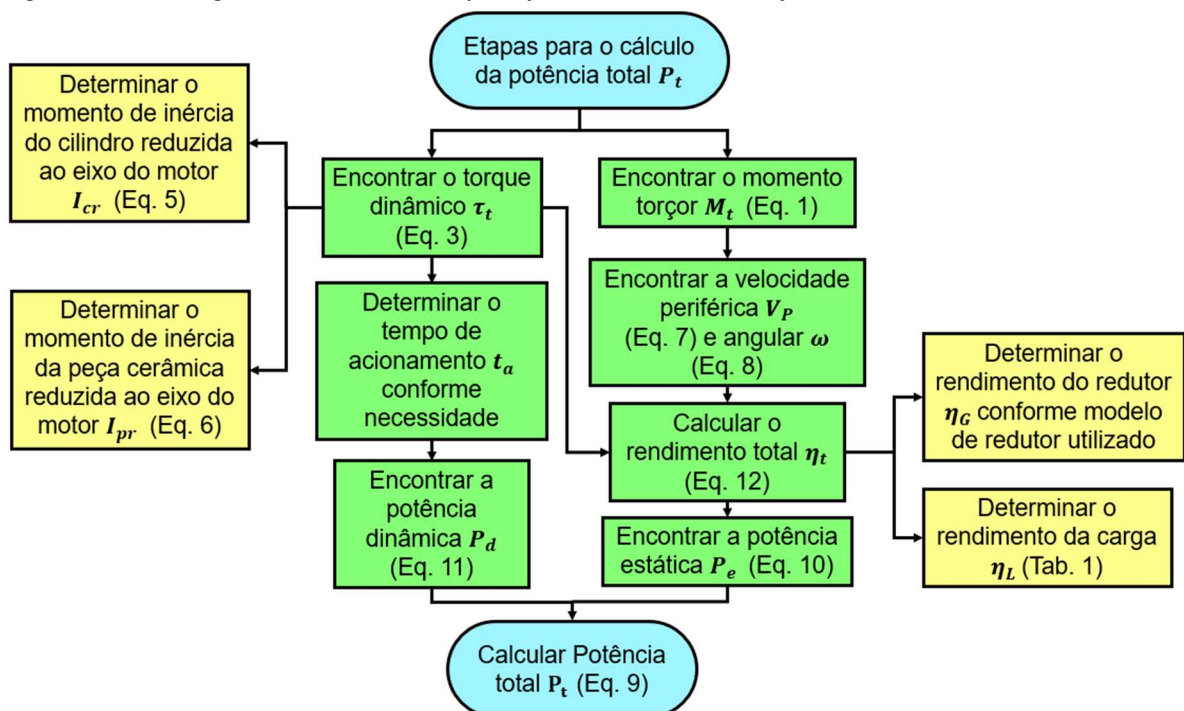 Etapas para o cálculo
da potência total P_t
Determinar o
momento de inércia
do cilindro reduzida
ao eixo do motor
I_cr (Eq. 5)
Encontrar o torque
dinâmico τ_t
(Eq. 3)
Encontrar o momento
torçor M_t (Eq. 1)
Determinar o
momento de inércia
da peça cerâmica
reduzida ao eixo do
motor I_pr (Eq. 6)
Determinar o
tempo de
acionamento t_a
conforme
necessidade
Encontrar a velocidade
periférica V_P
(Eq. 7) e angular ω
(Eq. 8)
Determinar o
rendimento do redutor
η_G conforme modelo
de redutor utilizado
Calcular o
rendimento total η_t
(Eq. 12)
Encontrar a
potência
dinâmica P_d
(Eq. 11)
Encontrar a potência
estática P_e (Eq. 10)
Determinar o
rendimento da carga
η_L (Tab. 1)
Calcular Potência
total P_t (Eq. 9)